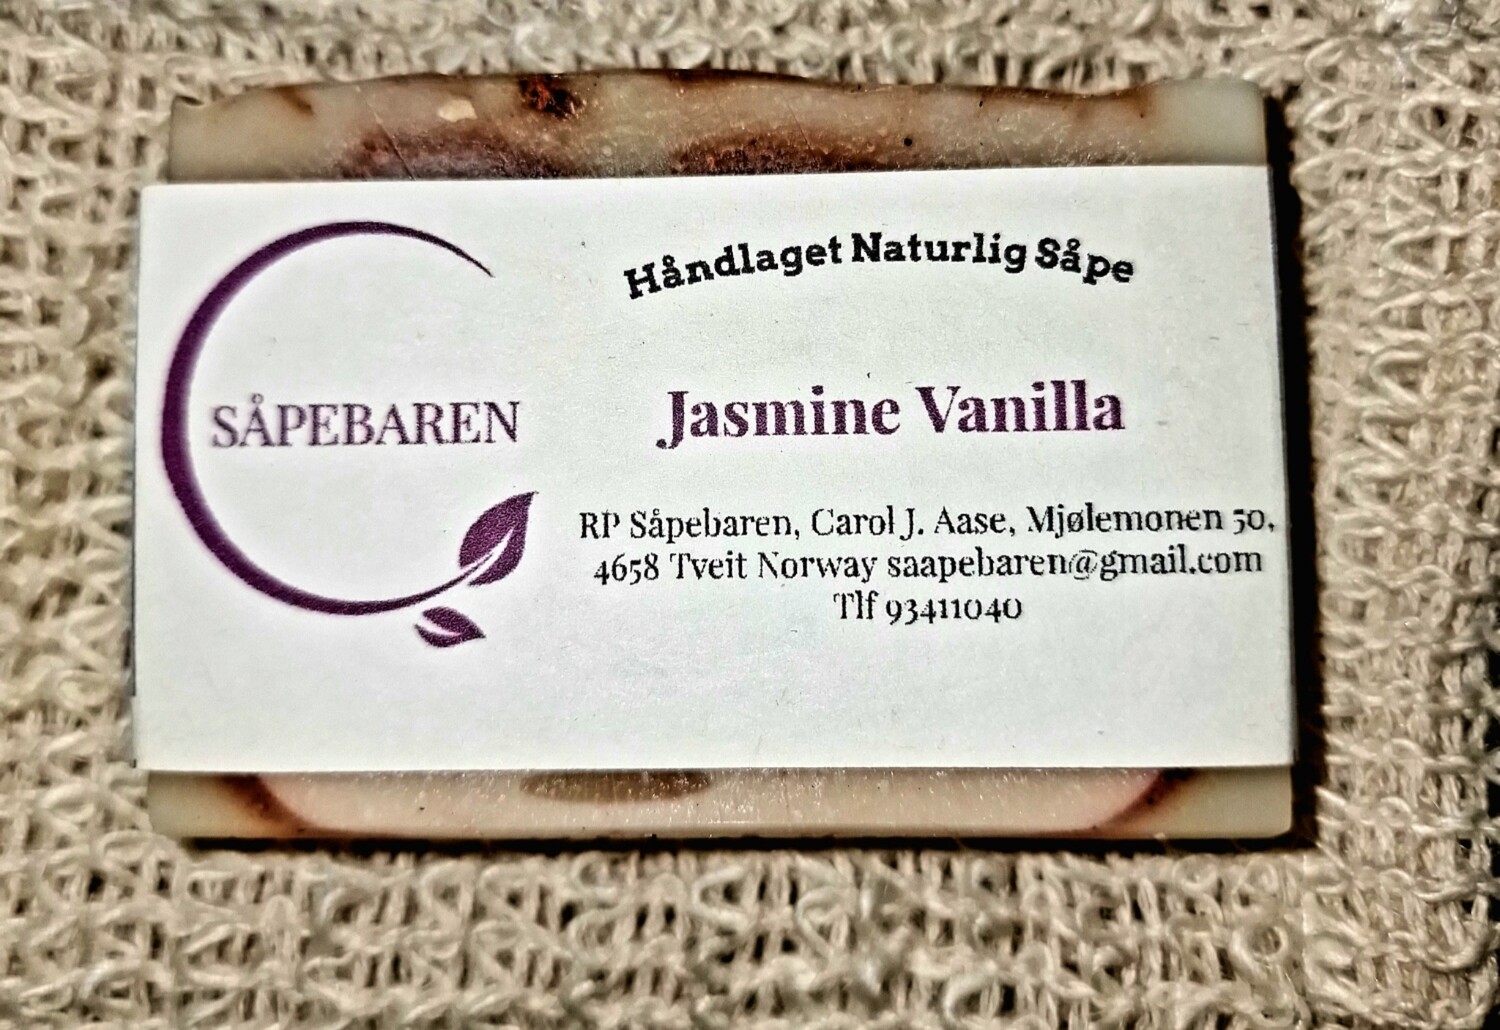 Håndlaget Naturlig Såpe
SÅPEBAREN
Jasmine Vanilla
RP Såpebaren, Carol J. Aase, Mjølemonen 50,
4658 Tveit Norway saapebaren@gmail.com
Tlf 93411040